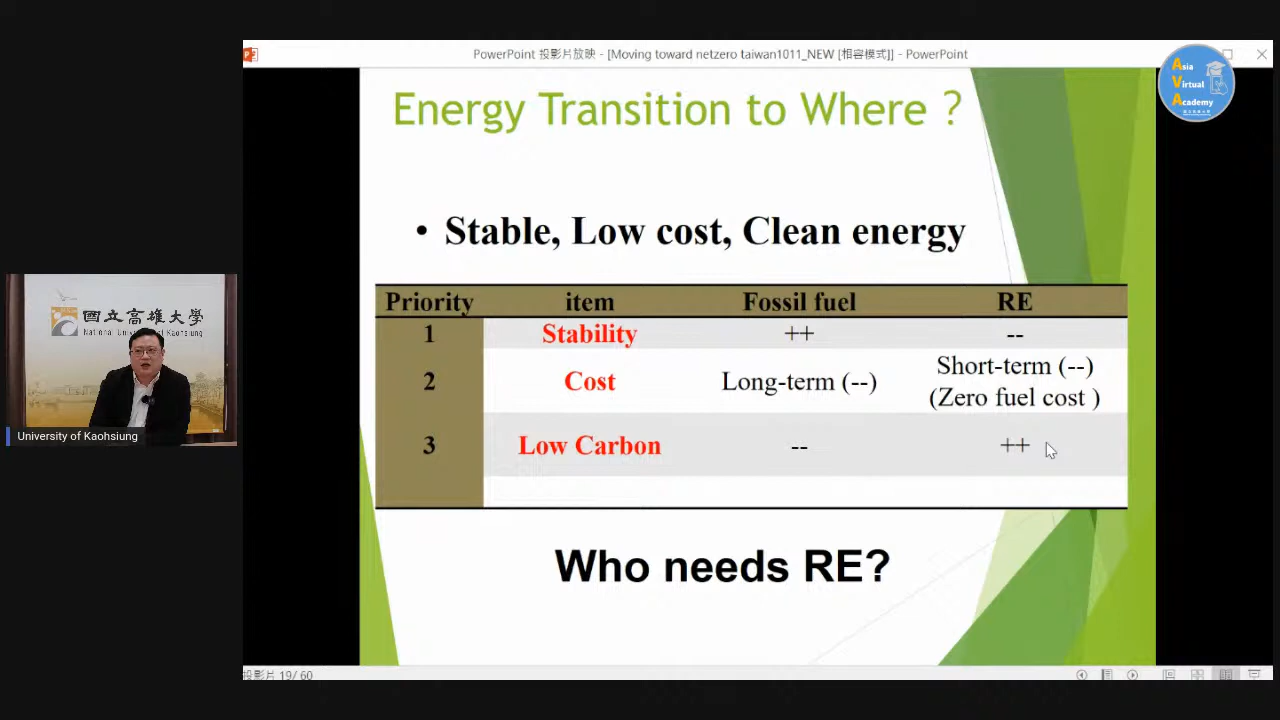 PowerPoint 投影片放映 - [Moving toward netzero taiwan1011_NEW [相容模式]] - PowerPoint
Asia
Virtual
Academy
Energy Transition to Where ?
• Stable, Low cost, Clean energy
Priority item Fossil fuel RE
1 Stability ++ --
2 Cost Long-term (--) Short-term (--)
(Zero fuel cost )
3 Low Carbon -- ++
Who needs RE?
國立高雄大學
National University of Kaohsiung
University of Kaohsiung
投影片 19/ 60